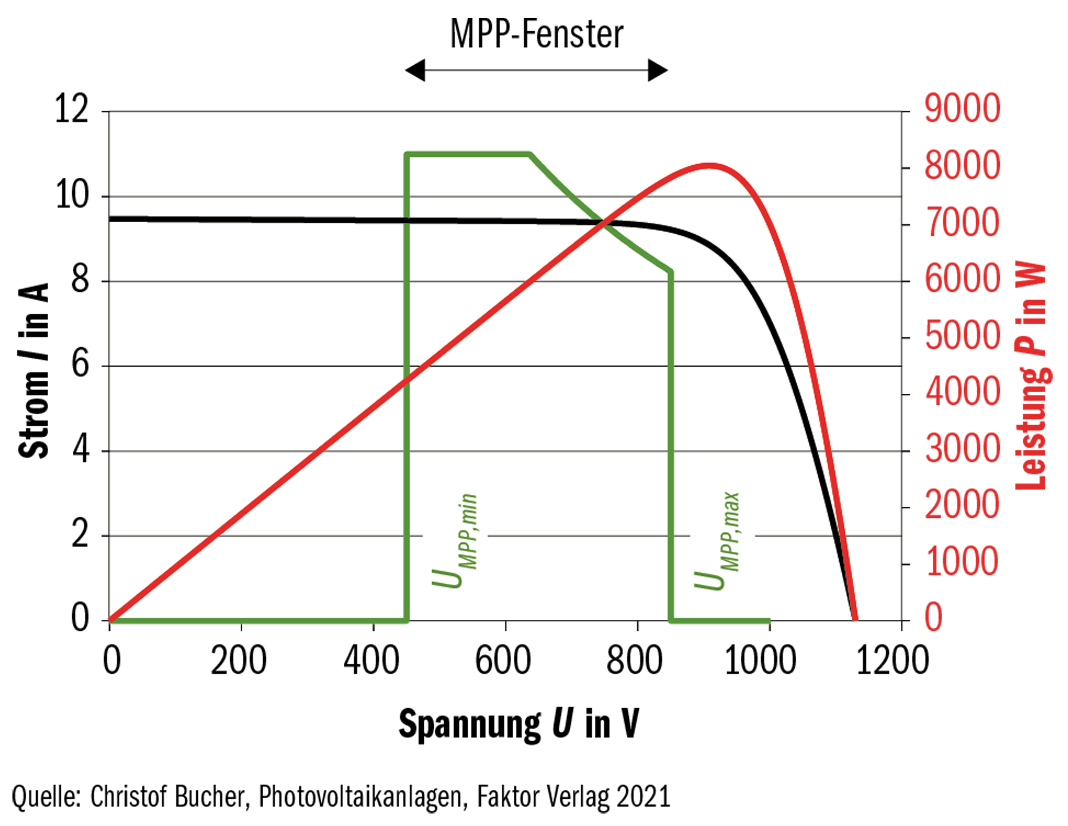 MPP-Fenster
12
10
8
6
4
2
0
Strom I in A
9000
8000
7000
6000
5000
4000
3000
2000
1000
0
Leistung P in W
U MPP,min
U MPP,max
0 200 400 600 800 1000 1200
Spannung U in V
Quelle: Christof Bucher, Photovoltaikanlagen, Faktor Verlag 2021